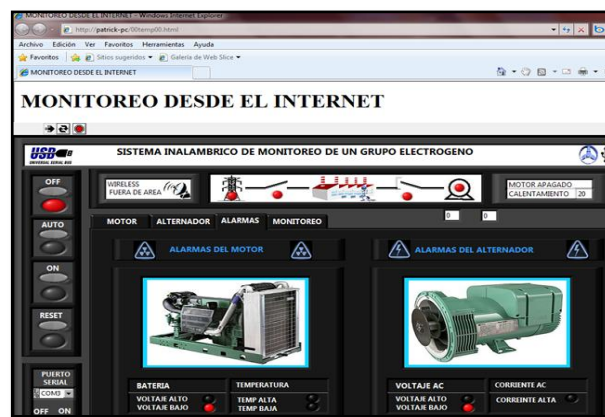 MONITOREO DESDE EL INTERNET - Windows Internet Explorer
http://patrick-pc/00temp00.html
Archivo Edición Ver Favoritos Herramientas Ayuda
Favoritos Sitios sugeridos Galería de Web Slice
MONITOREO DESDE EL INTERNET
MONITOREO DESDE EL INTERNET
USB
UNIVERSAL SERIAL BUS
SISTEMA INALAMBRICO DE MONITOREO DE UN GRUPO ELECTROGENO
OFF
WIRELESS
FUERA DE AREA
MOTOR APAGADO
CALENTAMIENTO 20
AUTO
MOTOR ALTERNADOR ALARMAS MONITOREO
0 0
ALARMAS DEL MOTOR
ALARMAS DEL ALTERNADOR
ON
RESET
PUERTO
SERIAL
COM3
OFF ON
BATERIA TEMPERATURA
VOLTAJE ALTO TEMP ALTA
VOLTAJE BAJO TEMP BAJA
VOLTAJE AC CORRIENTE AC
VOLTAJE ALTO CORREINTE ALTA
VOLTAJE BAJO